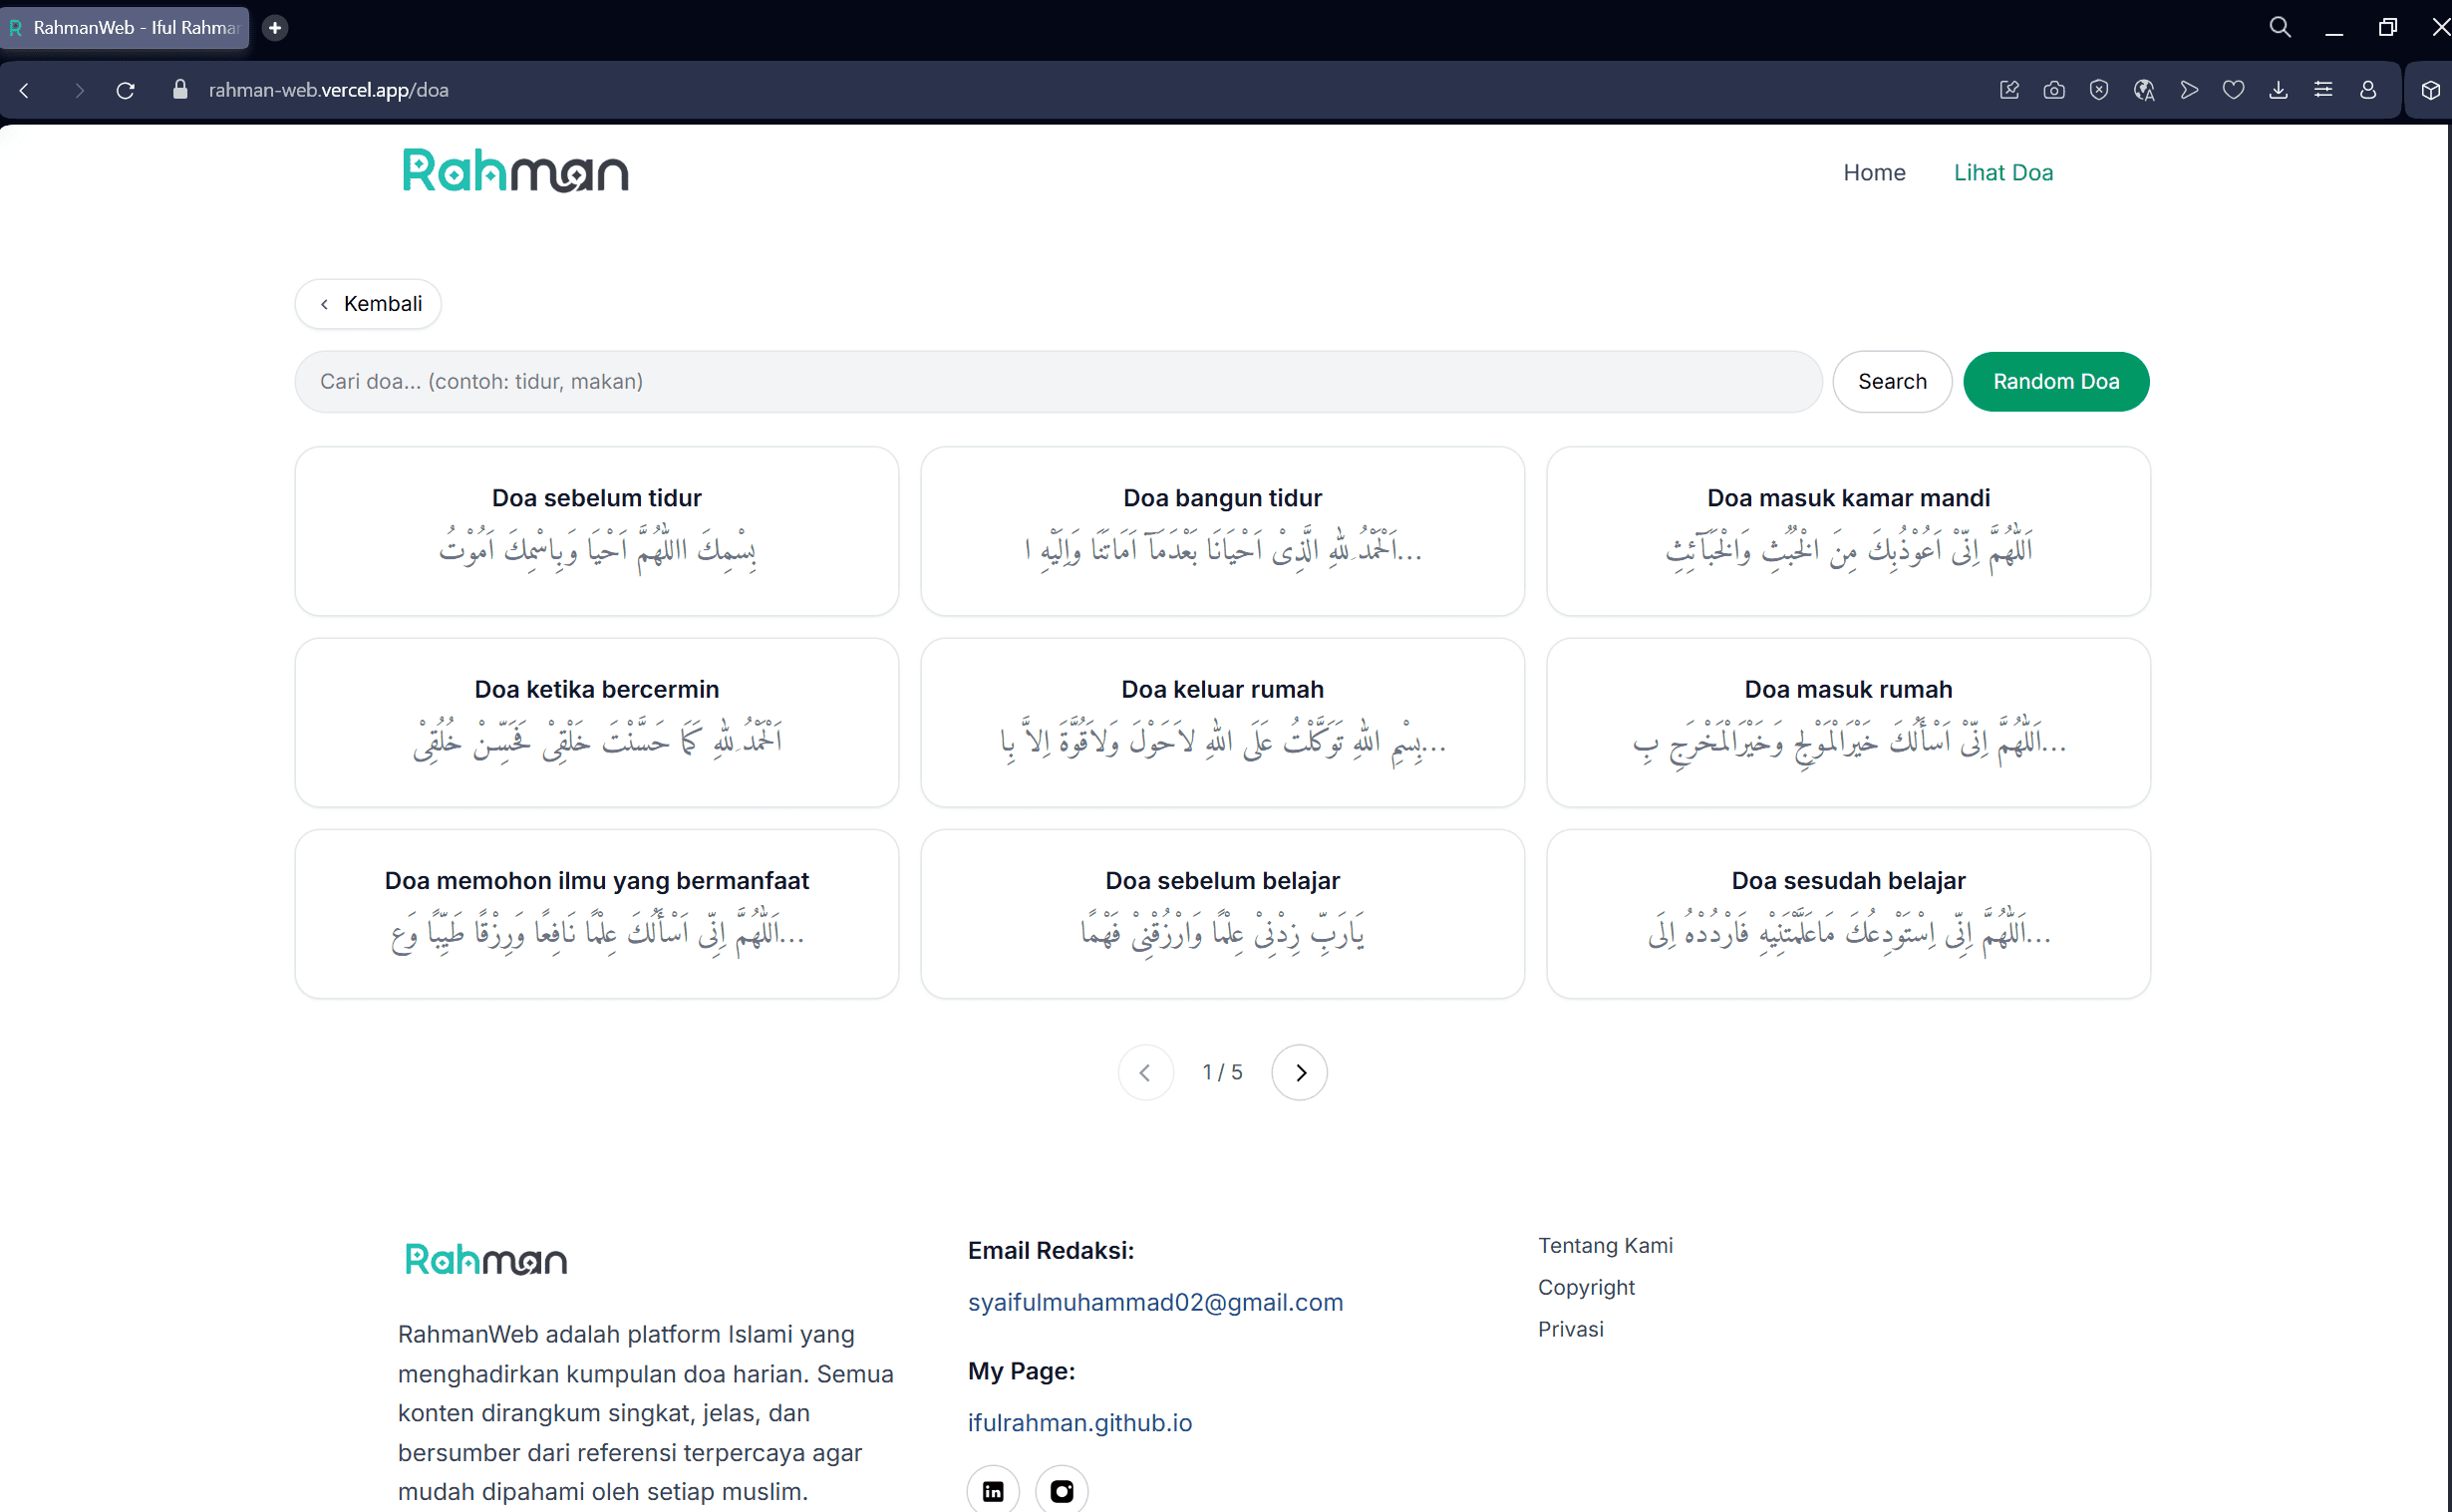 RahmanWeb - Iful Rahma
rahman-web.vercel.app/doa
Rahman
Home
Lihat Doa
Kembali
Cari doa... (contoh: tidur, makan)
Search
Random Doa
Doa sebelum tidur
بِسْمِكَ االلّٰهُمَّ اَحْيَا وَبِاسْمِكَ اَمُوْتُ
Doa bangun tidur
اَلْحَمْدُ ِللهِ الَّذِىْ اَحْيَانَا بَعْدَمَآ اَمَاتَنَا وَاِلَيْهِ ا...
Doa masuk kamar mandi
اَللّٰهُمَّ اِنّىْ اَعُوْذُبِكَ مِنَ الْخُبُثِ وَالْخَبَآئِثِ
Doa ketika bercermin
اَلْحَمْدُ ِللهِ كَمَا حَسَّنْتَ خَلْقِىْ فَحَسِّـنْ خُلُقِىْ
Doa keluar rumah
بِسْمِ اللهِ تَوَكَّلْتُ عَلَى اللهِ لاَحَوْلَ وَلاَقُوَّةَ اِلاَّ بِا...
Doa masuk rumah
اَللّٰهُمَّ اِنّىْ اَسْأَلُكَ خَيْرَالْمَوْلِجِ وَخَيْرَالْمَخْرَجِ بِ...
Doa memohon ilmu yang bermanfaat
اَللّٰهُمَّ اِنِّى اَسْأَلُكَ عِلْمًا نَافِعًا وَرِزْقًا طَيِّبًا وَع...
Doa sebelum belajar
يَارَبِّ زِدْنِىْ عِلْمًا وَارْزُقْنِىْ فَهْمًا
Doa sesudah belajar
اَللّٰهُمَّ اِنِّى اِسْتَوْدِعُكَ مَاعَلَّمْتَنِيْهِ فَارْدُدْهُ اِلَى...
1 / 5
Rahman
RahmanWeb adalah platform Islami yang
menghadirkan kumpulan doa harian. Semua
konten dirangkum singkat, jelas, dan
bersumber dari referensi terpercaya agar
mudah dipahami oleh setiap muslim.
Email Redaksi:
syaifulmuhammad02@gmail.com
My Page:
ifulrahman.github.io
Tentang Kami
Copyright
Privasi